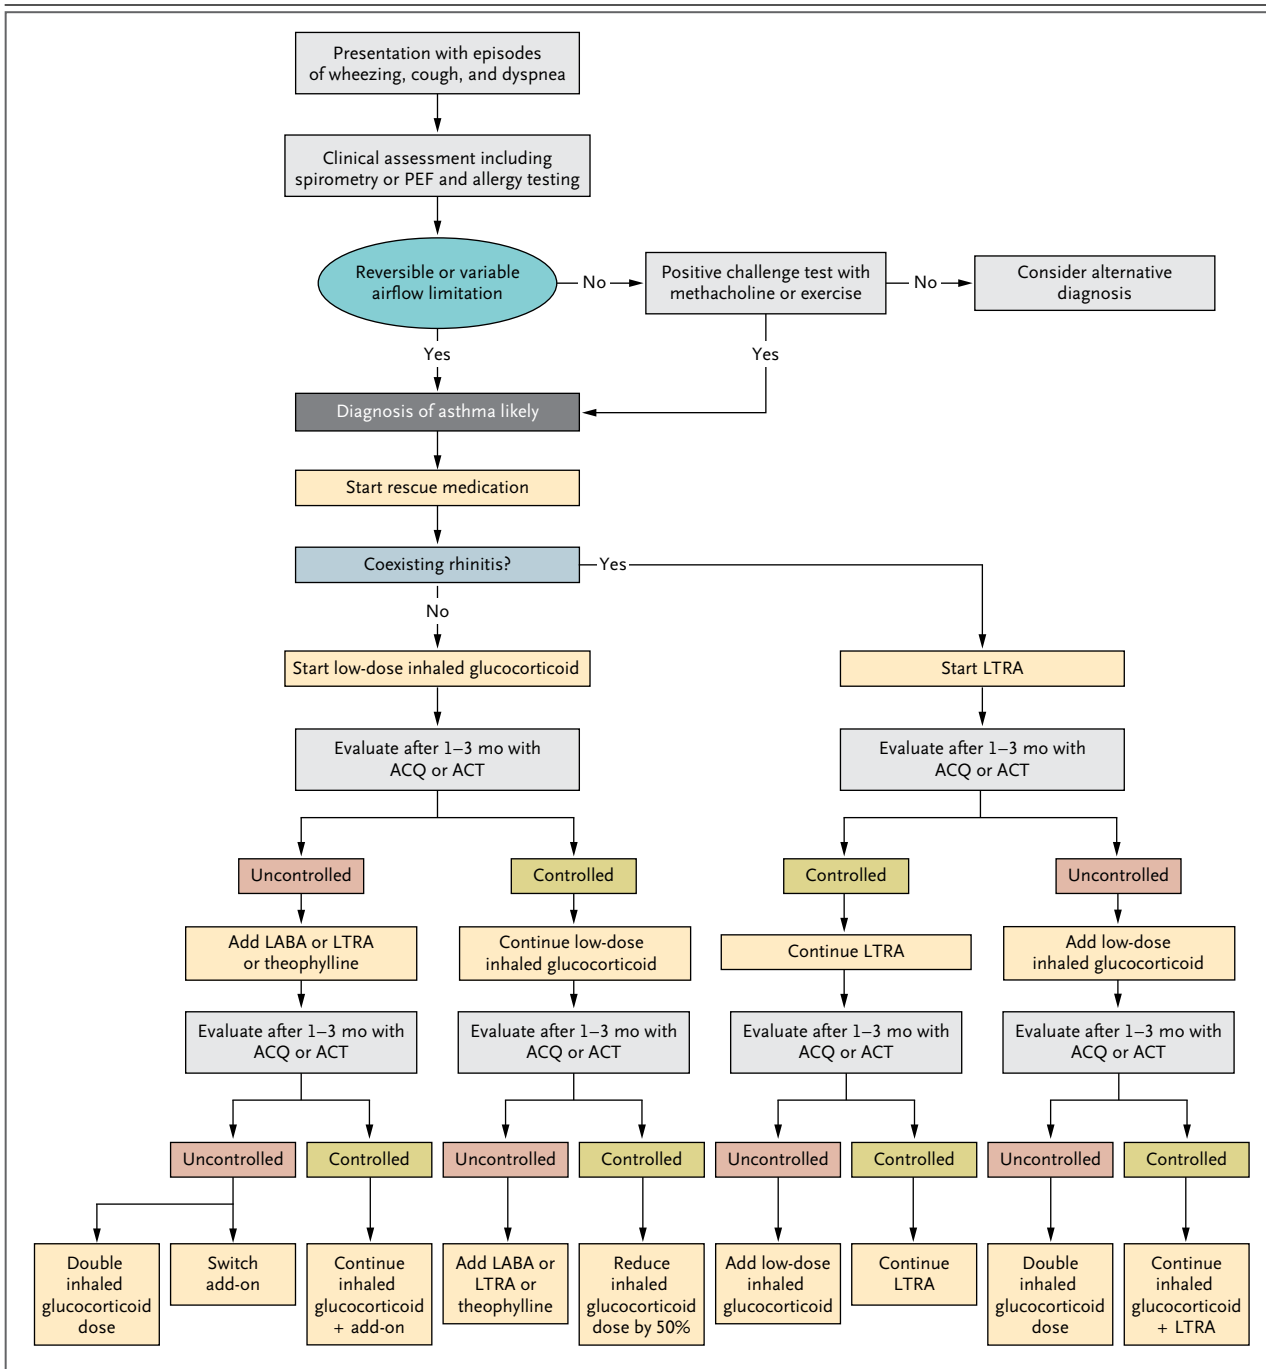 Presentation with episodes
of wheezing, cough, and dyspnea
Clinical assessment including
spirometry or PEF and allergy testing
Reversible or variable
airflow limitation
No
Positive challenge test with
methacholine or exercise
No
Consider alternative
diagnosis
Yes
Yes
Diagnosis of asthma likely
Start rescue medication
Coexisting rhinitis?
Yes
No
Start low-dose inhaled glucocorticoid
Start LTRA
Evaluate after 1–3 mo with
ACQ or ACT
Evaluate after 1–3 mo with
ACQ or ACT
Uncontrolled
Controlled
Controlled
Uncontrolled
Add LABA or LTRA
or theophylline
Continue low-dose
inhaled glucocorticoid
Continue LTRA
Add low-dose
inhaled glucocorticoid
Evaluate after 1–3 mo with
ACQ or ACT
Evaluate after 1–3 mo with
ACQ or ACT
Evaluate after 1–3 mo with
ACQ or ACT
Evaluate after 1–3 mo with
ACQ or ACT
Uncontrolled
Controlled
Uncontrolled
Controlled
Uncontrolled
Controlled
Uncontrolled
Controlled
Double
inhaled
glucocorticoid
dose
Switch
add-on
Continue
inhaled
glucocorticoid
+ add-on
Add LABA or
LTRA or
theophylline
Reduce
inhaled
glucocorticoid
dose by 50%
Add low-dose
inhaled
glucocorticoid
Continue
LTRA
Double
inhaled
glucocorticoid
dose
Continue
inhaled
glucocorticoid
+ LTRA